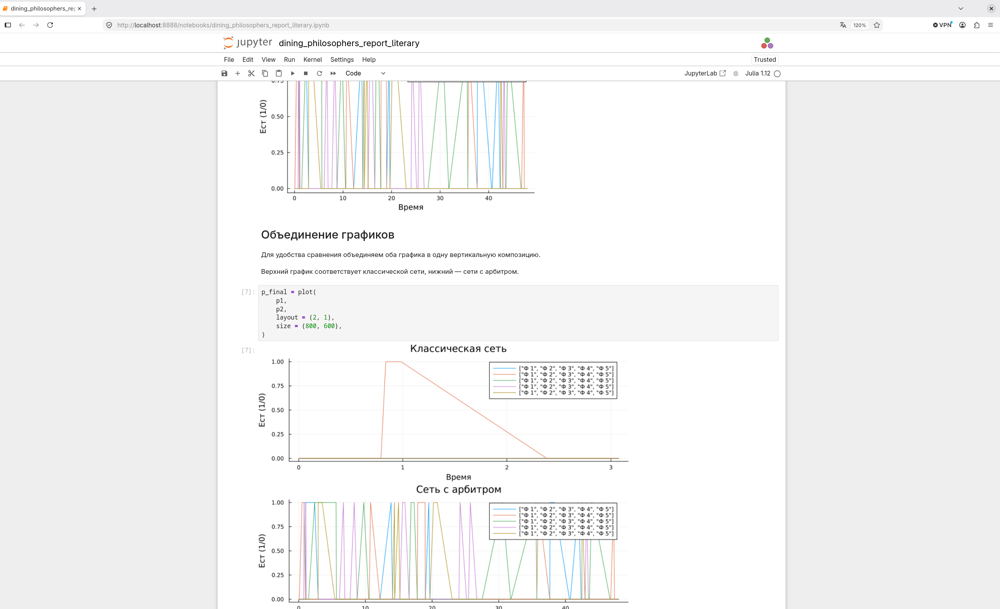 dining_philosophers_rep
http://localhost:8888/notebooks/dining_philosophers_report_literary.ipynb
120%
VPN
jupyter dining_philosophers_report_literary
File Edit View Run Kernel Settings Help
Trusted
Code
JupyterLab
Julia 1.12
0.75
0.50
0.25
0.00
Ест (1/0)
0 10 20 30 40
Время
Объединение графиков
Для удобства сравнения объединяем оба графика в одну вертикальную композицию.
Верхний график соответствует классической сети, нижний — сети с арбитром.
[7]:
p_final = plot(
p1,
p2,
layout = (2, 1),
size = (800, 600),
)
[7]:
Классическая сеть
1.00
0.75
0.50
0.25
0.00
Ест (1/0)
["Ф 1", "Ф 2", "Ф 3", "Ф 4", "Ф 5"]
["Ф 1", "Ф 2", "Ф 3", "Ф 4", "Ф 5"]
["Ф 1", "Ф 2", "Ф 3", "Ф 4", "Ф 5"]
["Ф 1", "Ф 2", "Ф 3", "Ф 4", "Ф 5"]
["Ф 1", "Ф 2", "Ф 3", "Ф 4", "Ф 5"]
0 1 2 3
Время
Сеть с арбитром
1.00
0.75
0.50
0.25
0.00
Ест (1/0)
["Ф 1", "Ф 2", "Ф 3", "Ф 4", "Ф 5"]
["Ф 1", "Ф 2", "Ф 3", "Ф 4", "Ф 5"]
["Ф 1", "Ф 2", "Ф 3", "Ф 4", "Ф 5"]
["Ф 1", "Ф 2", "Ф 3", "Ф 4", "Ф 5"]
["Ф 1", "Ф 2", "Ф 3", "Ф 4", "Ф 5"]
0 10 20 30 40